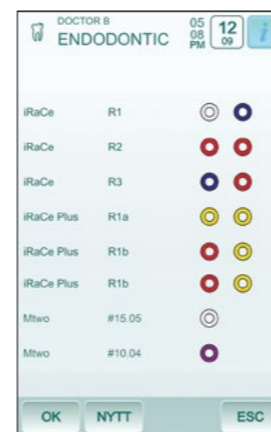 DOCTOR B
ENDODONTIC
05
08
PM
12
09
i
iRaCe R1
iRaCe R2
iRaCe R3
iRaCe Plus R1a
iRaCe Plus R1b
iRaCe Plus R1b
Mtwo #15.05
Mtwo #10.04
OK NYTT ESC